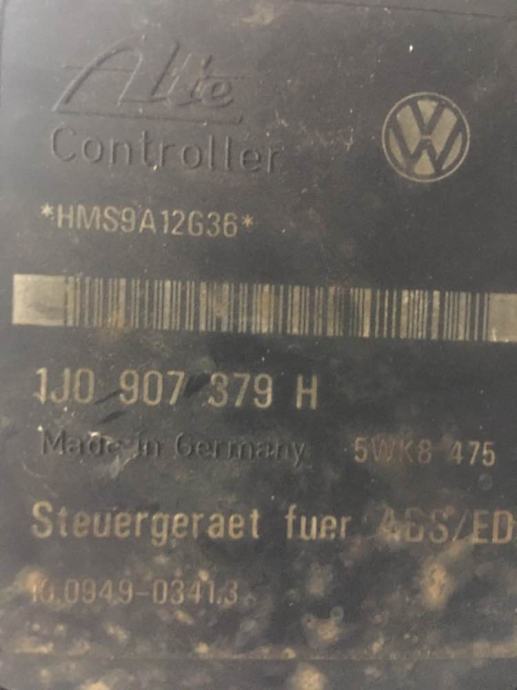 Ate
Controller
*HMS9A12G36*
1J0 907 379 H
Made in Germany 5WK8 475
Steuergeraet fuer ABS/ED
10.0949-0341.3